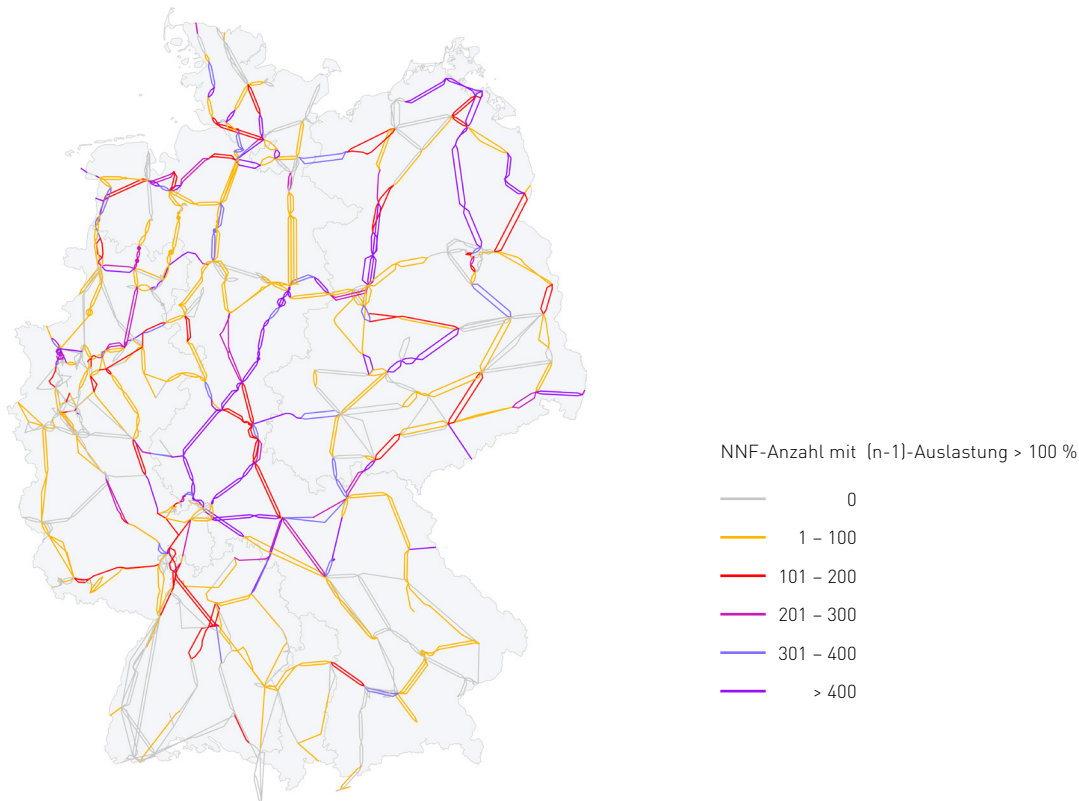 NNF-Anzahl mit (n-1)-Auslastung > 100 %
0
1 – 100
101 – 200
201 – 300
301 – 400
> 400